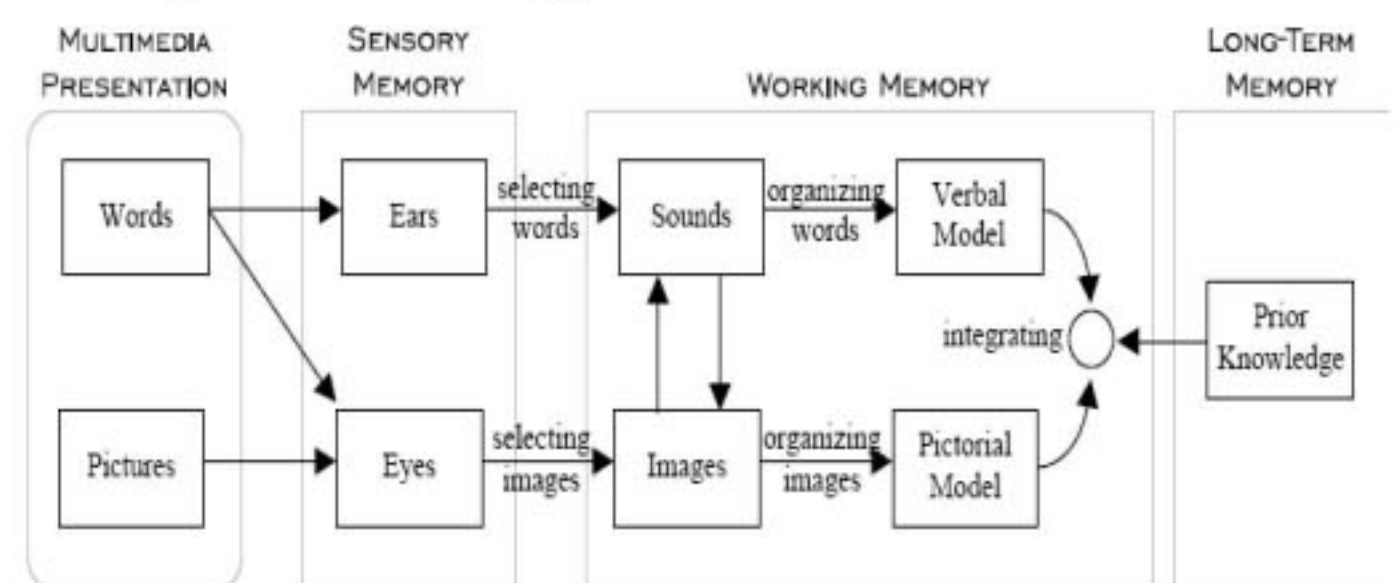 MULTIMEDIA
PRESENTATION
SENSORY
MEMORY
WORKING MEMORY
LONG-TERM
MEMORY
Words
Ears
selecting
words
Sounds
organizing
words
Verbal
Model
integrating
Prior
Knowledge
Pictures
Eyes
selecting
images
Images
organizing
images
Pictorial
Model